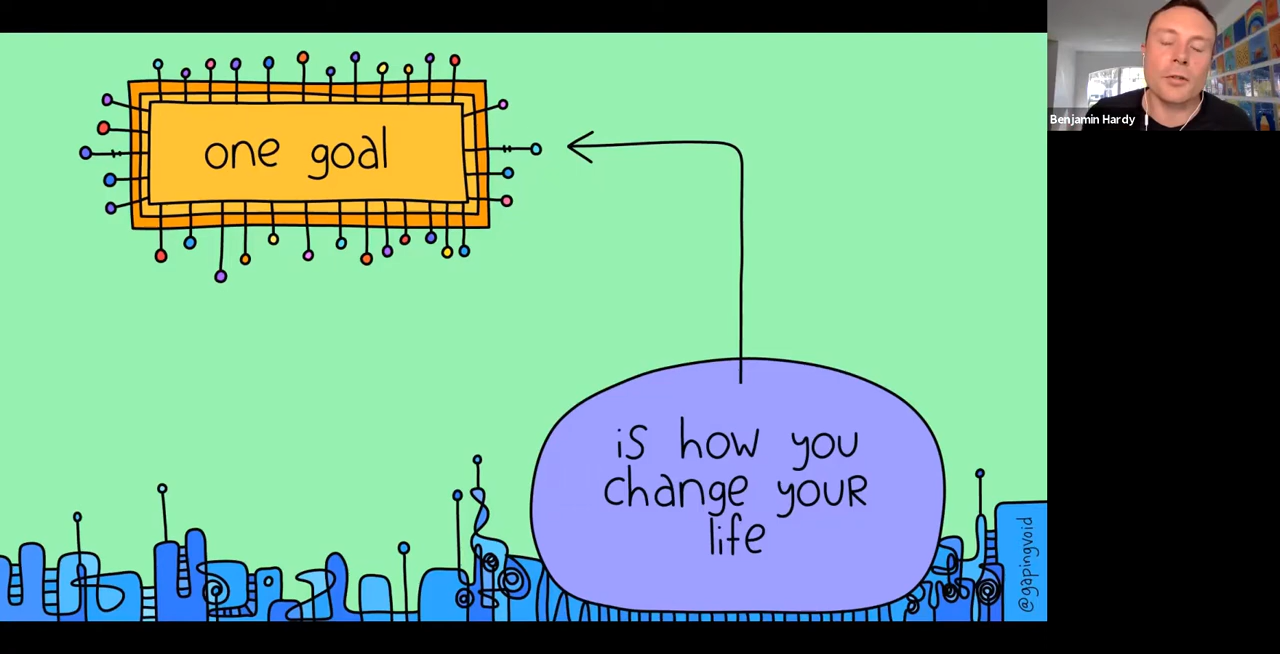 one goal
Benjamin Hardy
is how you
change your
life
@gapingvoid